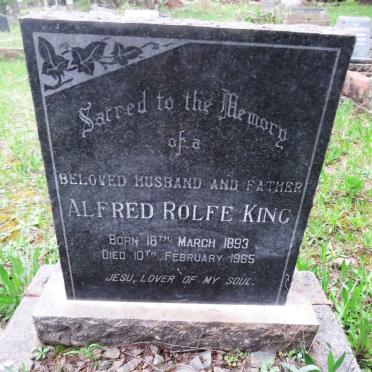 Sacred to the Memory
of a
BELOVED HUSBAND AND FATHER
ALFRED ROLFE KING
BORN 18TH MARCH 1893
DIED 10TH FEBRUARY 1965
JESU, LOVER OF MY SOUL.